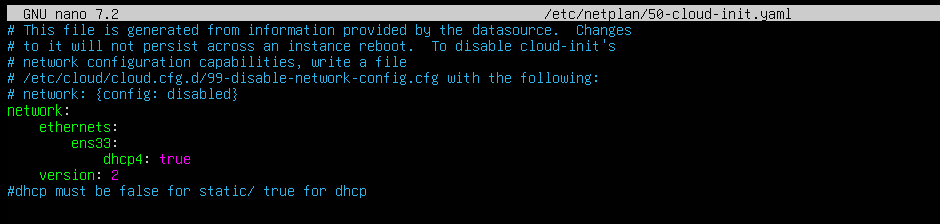 GNU nano 7.2 /etc/netplan/50-cloud-init.yaml
# This file is generated from information provided by the datasource.  Changes
# to it will not persist across an instance reboot.  To disable cloud-init's
# network configuration capabilities, write a file
# /etc/cloud/cloud.cfg.d/99-disable-network-config.cfg with the following:
# network: {config: disabled}
network:
    ethernets:
        ens33:
            dhcp4: true
    version: 2
#dhcp must be false for static/ true for dhcp